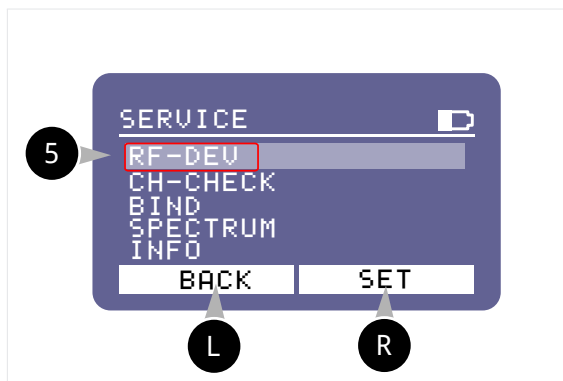 SERVICE
5
RF-DEV
CH-CHECK
BIND
SPECTRUM
INFO
BACK SET
L R